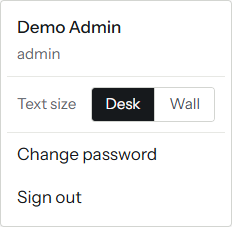 Demo Admin
admin
Text size Desk Wall
Change password
Sign out